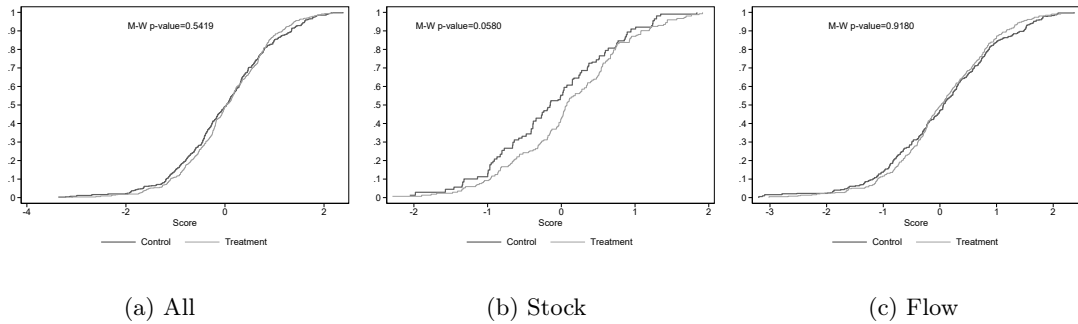 M-W p-value=0.5419
1
.9
.8
.7
.6
.5
.4
.3
.2
.1
0
-4 -2 0 2
Score
Control Treatment
(a) All
M-W p-value=0.0580
1
.9
.8
.7
.6
.5
.4
.3
.2
.1
0
-2 -1 0 1 2
Score
Control Treatment
(b) Stock
M-W p-value=0.9180
1
.9
.8
.7
.6
.5
.4
.3
.2
.1
0
-3 -2 -1 0 1 2
Score
Control Treatment
(c) Flow